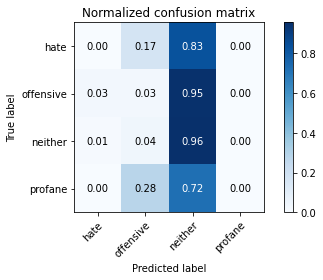 Normalized confusion matrix
True label
hate 0.00 0.17 0.83 0.00
offensive 0.03 0.03 0.95 0.00
neither 0.01 0.04 0.96 0.00
profane 0.00 0.28 0.72 0.00
hate offensive neither profane
Predicted label
0.8
0.6
0.4
0.2
0.0